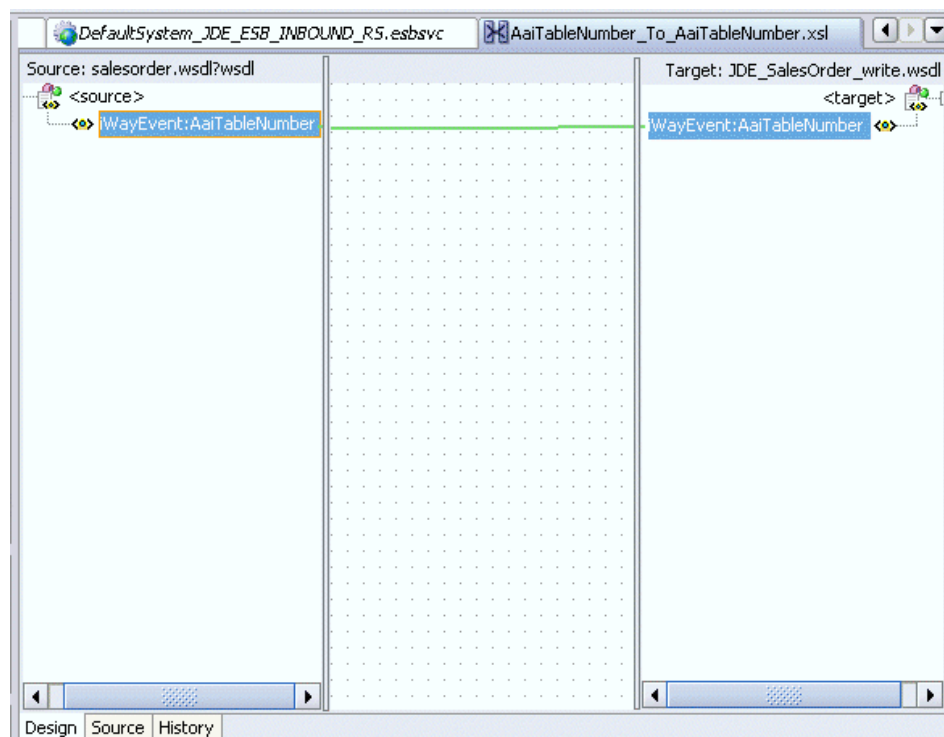 DefaultSystem_JDE_ESB_INBOUND_RS.esbsvc
AaiTableNumber_To_AaiTableNumber.xsl
Source: salesorder.wsdl?wsdl
Target: JDE_SalesOrder_write.wsdl
<source>
<target>
iWayEvent:AaiTableNumber
iWayEvent:AaiTableNumber
Design Source History